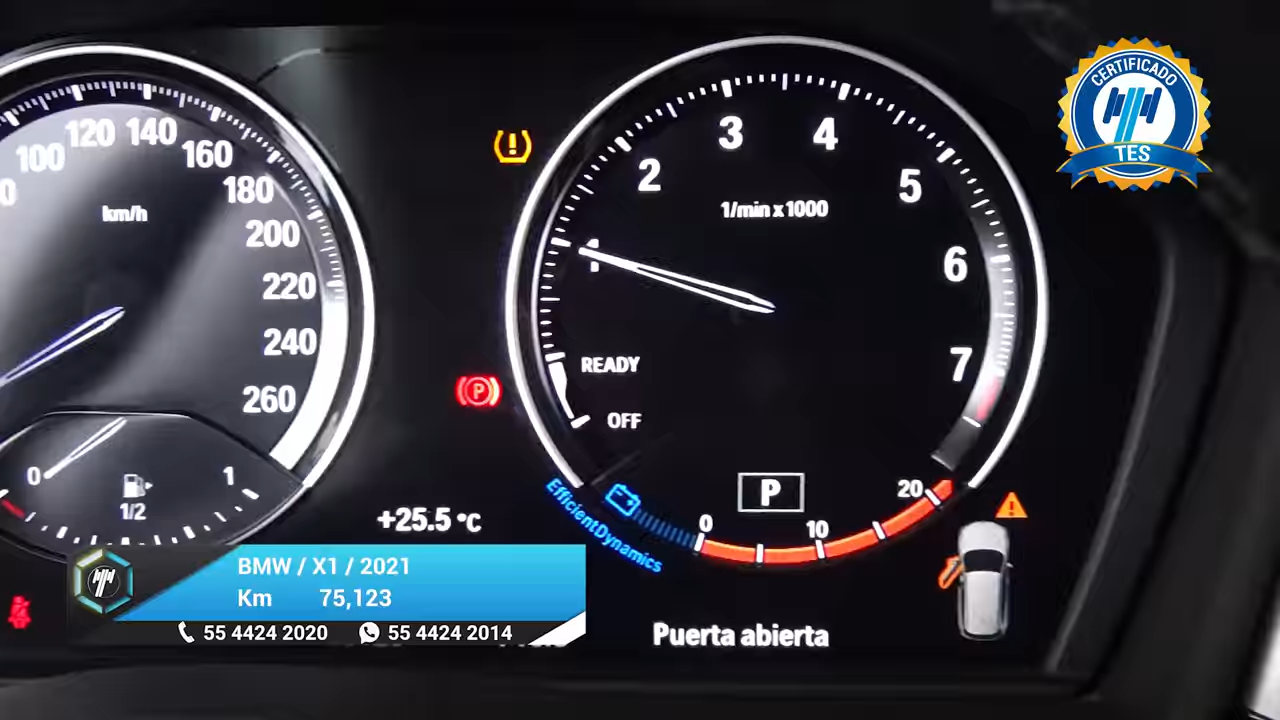 100
120
140
160
180
200
220
240
260
km/h
0
1
1/2
+25.5 °C
1
2
3
4
5
6
7
1/min x 1000
READY
OFF
P
P
EfficientDynamics
0
10
20
Puerta abierta
CERTIFICADO
TES
BMW / X1 / 2021
Km 75,123
55 4424 2020 55 4424 2014